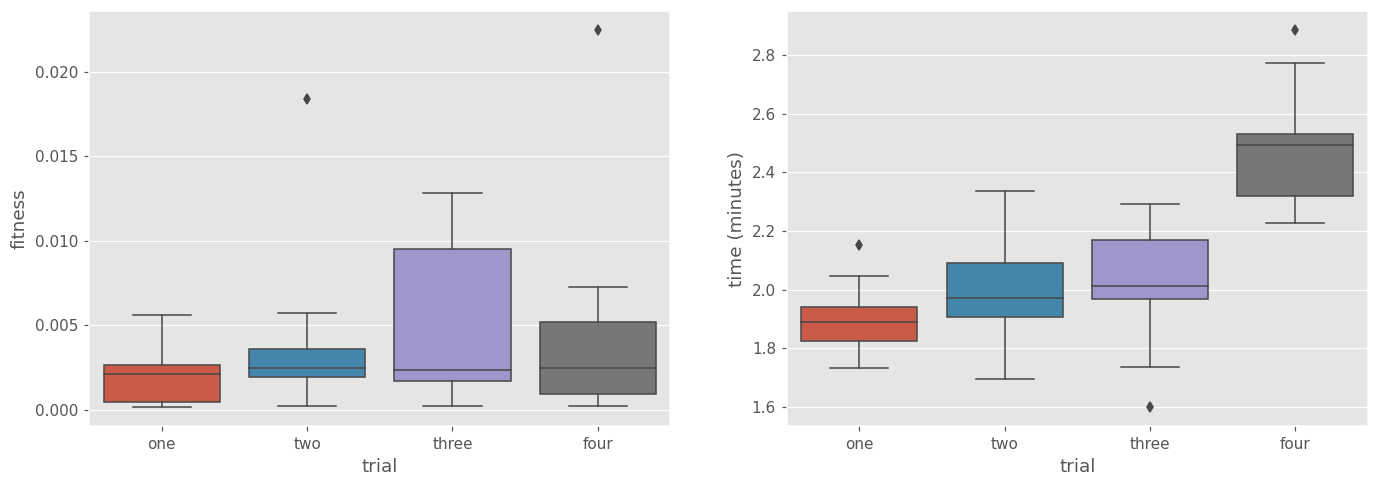 fitness
0.020
0.015
0.010
0.005
0.000
one two three four
trial
time (minutes)
2.8
2.6
2.4
2.2
2.0
1.8
1.6
one two three four
trial